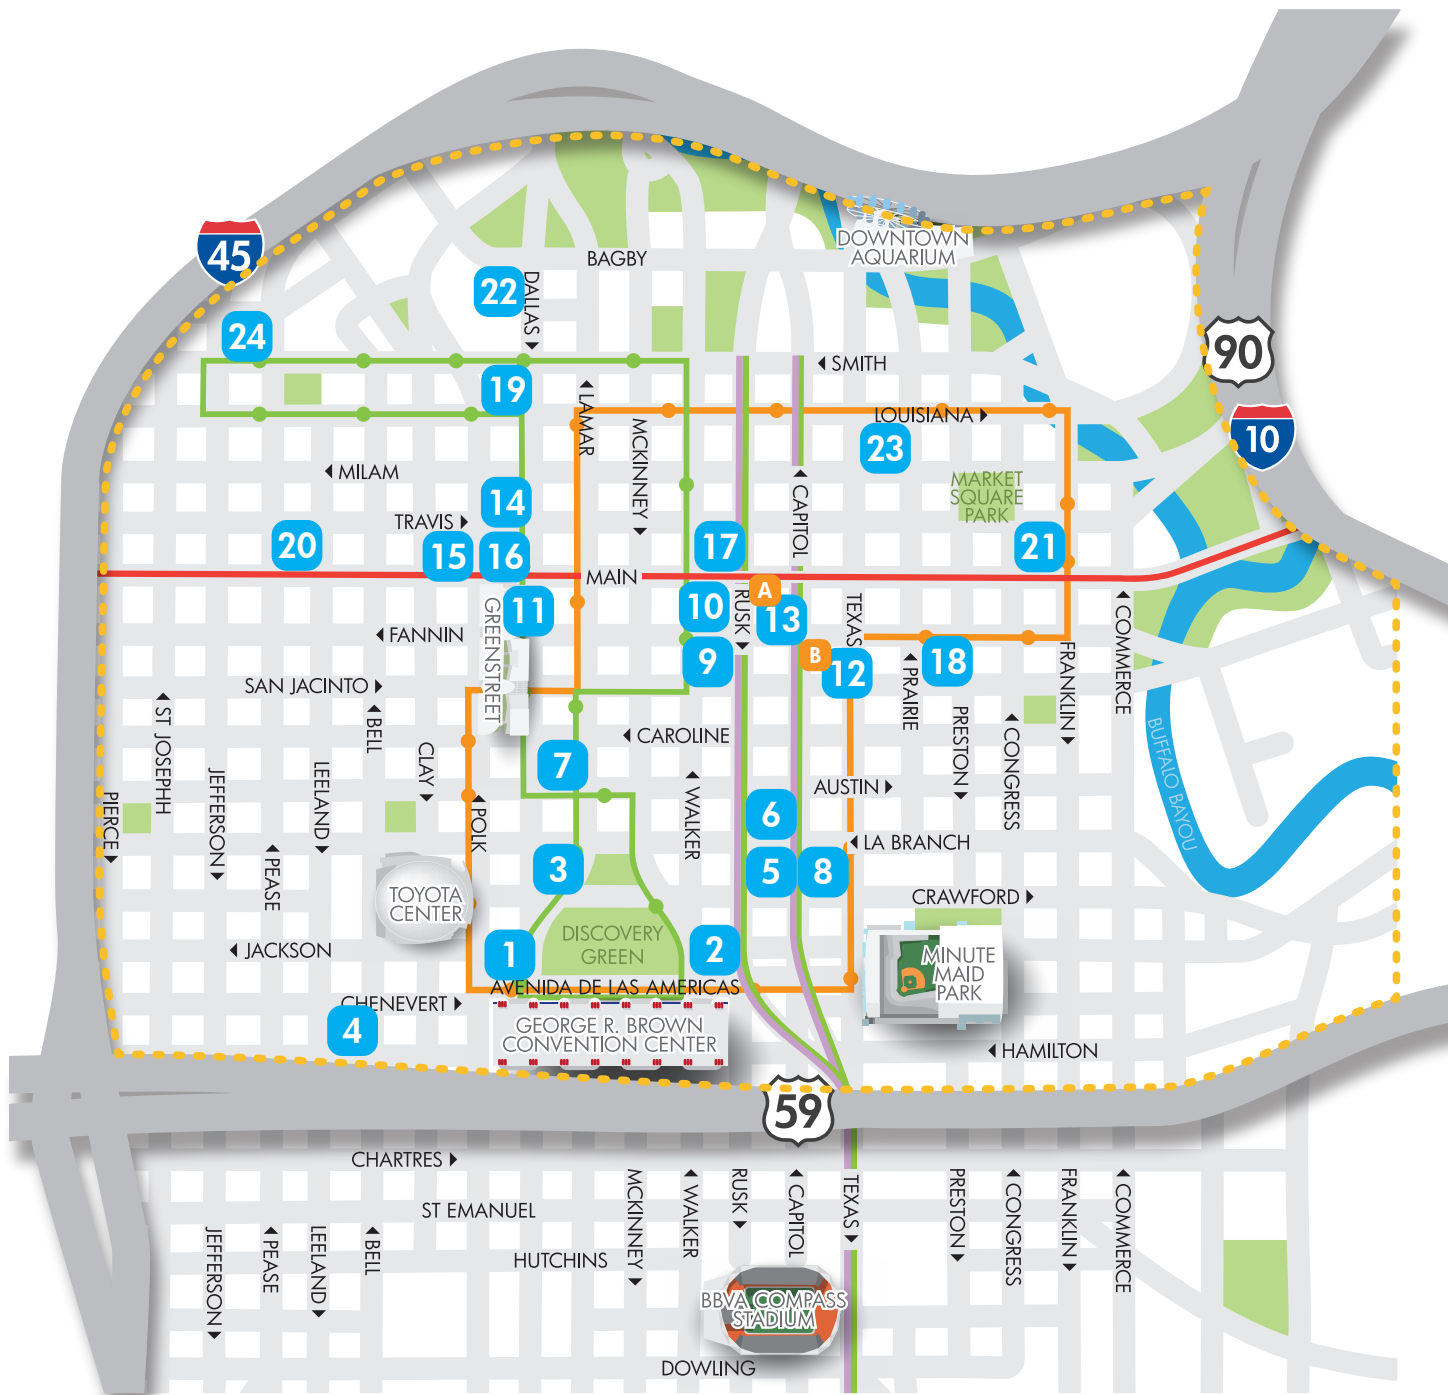 DOWNTOWN
AQUARIUM
BAGBY
45
22
DALLAS
24
90
SMITH
19
LAMAR
LOUISIANA
10
MCKINNEY
23
MILAM
MARKET
SQUARE
PARK
14
CAPITOL
TRAVIS
20
15
16
17
21
MAIN
A
RUSK
10
11
13
TEXAS
GREENSTREET
COMMERCE
FANNIN
B
9
12
18
PRAIRIE
FRANKLIN
SAN JACINTO
BELL
ST JOSEPHH
CAROLINE
PRESTON
CONGRESS
BUFFALO BAYOU
7
CLAY
LEELAND
JEFFERSON
PIERCE
POLK
WALKER
AUSTIN
6
LA BRANCH
PEASE
3
5
8
TOYOTA
CENTER
CRAWFORD
DISCOVERY
GREEN
1
2
JACKSON
MINUTE
MAID
PARK
AVENIDA DE LAS AMERICAS
CHENEVERT
4
GEORGE R. BROWN
CONVENTION CENTER
HAMILTON
59
CHARTRES
ST EMANUEL
HUTCHINS
JEFFERSON
PEASE
LEELAND
BELL
MCKINNEY
WALKER
RUSK
CAPITOL
TEXAS
PRESTON
CONGRESS
FRANKLIN
COMMERCE
BBVA COMPASS
STADIUM
DOWLING